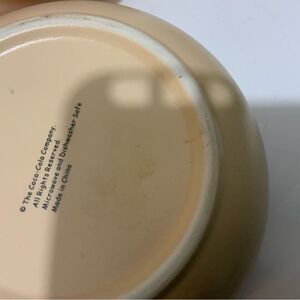 © The Coca-Cola Company.
All Rights Reserved.
Microwave and Dishwasher Safe
Made in China